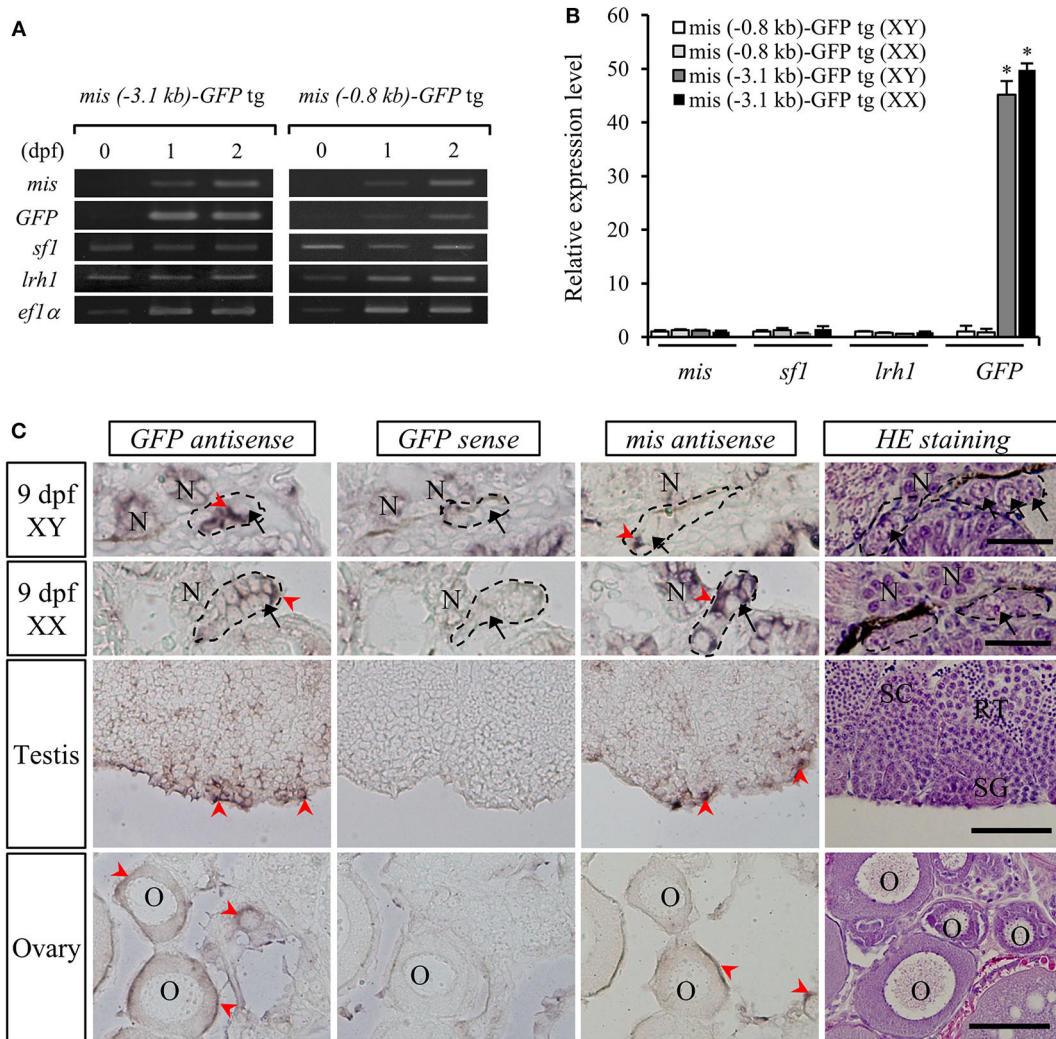 A
mis (-3.1 kb)-GFP tg
mis (-0.8 kb)-GFP tg
(dpf) 0 1 2 0 1 2
mis
GFP
sf1
lrh1
ef1α
B
Relative expression level
60
50
40
30
20
10
0
mis (-0.8 kb)-GFP tg (XY)
mis (-0.8 kb)-GFP tg (XX)
mis (-3.1 kb)-GFP tg (XY)
mis (-3.1 kb)-GFP tg (XX)
* *
mis sf1 lrh1 GFP
C
GFP antisense GFP sense mis antisense HE staining
9 dpf
XY
N N N N N
9 dpf
XX
N N N N
Testis
SC RT
SG
Ovary
O O O O O O O O